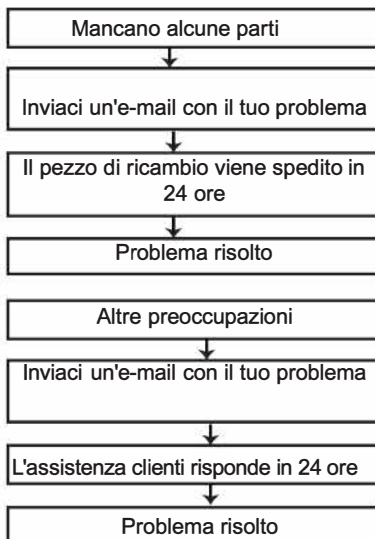 Mancano alcune parti
Inviaci un'e-mail con il tuo problema
Il pezzo di ricambio viene spedito in
24 ore
Problema risolto
Altre preoccupazioni
Inviaci un'e-mail con il tuo problema
L'assistenza clienti risponde in 24 ore
Problema risolto